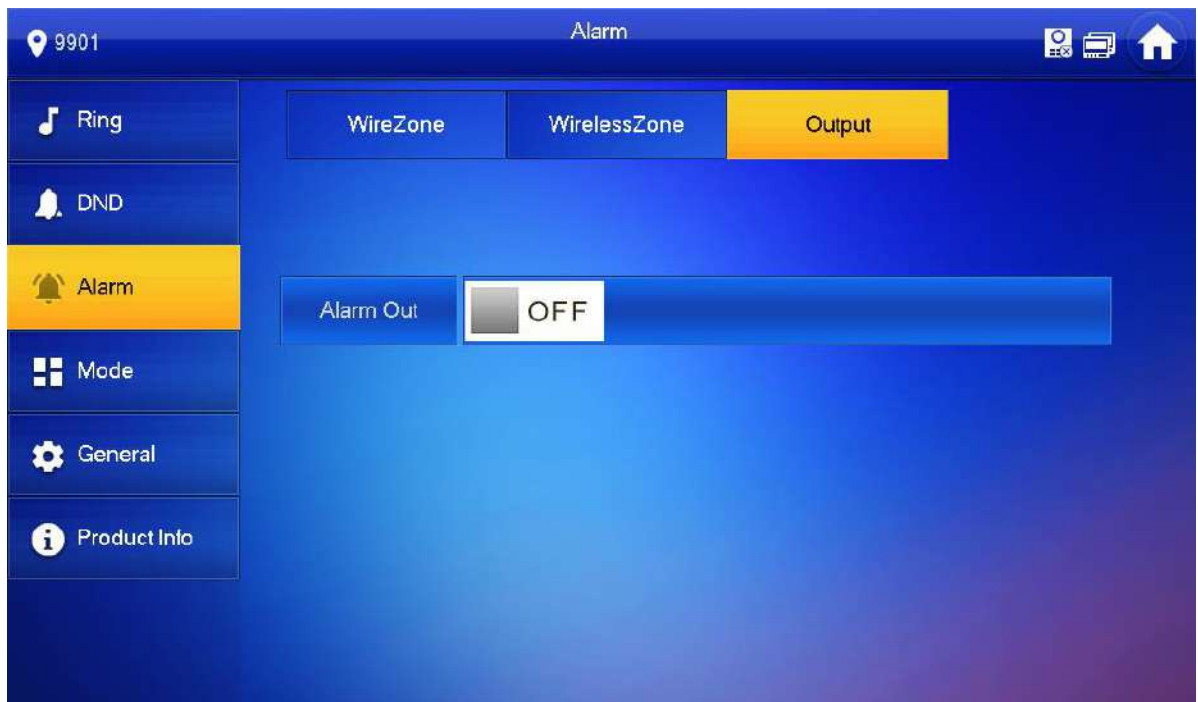 9901
Alarm
Ring
WireZone
WirelessZone
Output
DND
Alarm
Alarm Out
OFF
Mode
General
Product Info